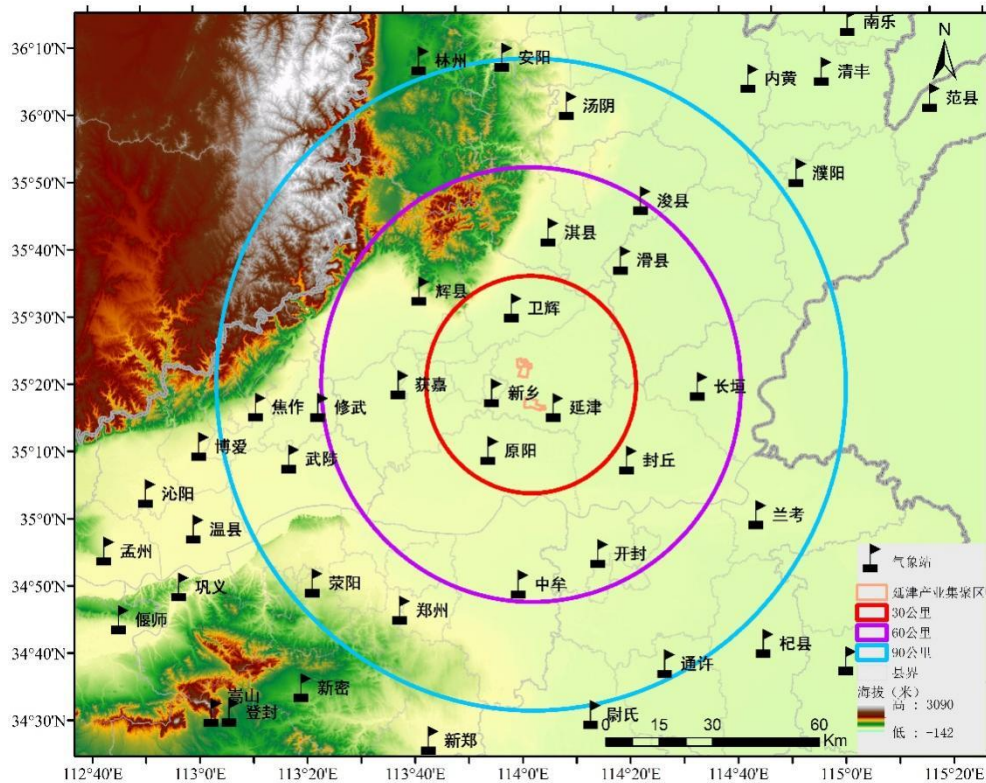 36°10′N
36°0′N
35°50′N
35°40′N
35°30′N
35°20′N
35°10′N
35°0′N
34°50′N
34°40′N
34°30′N
南乐
N
林州
安阳
内黄
清丰
范县
汤阴
濮阳
浚县
淇县
滑县
辉县
卫辉
获嘉
新乡
延津
长垣
焦作
修武
博爱
武陟
原阳
封丘
沁阳
温县
兰考
孟州
开封
巩义
荥阳
中牟
偃师
郑州
杞县
通许
嵩山
登封
新密
尉氏
新郑
气象站
延津产业集聚区
30公里
60公里
90公里
县界
海拔（米）
高 : 3090
低 : -142
0 15 30 60
Km
112°40′E 113°0′E 113°20′E 113°40′E 114°0′E 114°20′E 114°40′E 115°0′E 115°20′E